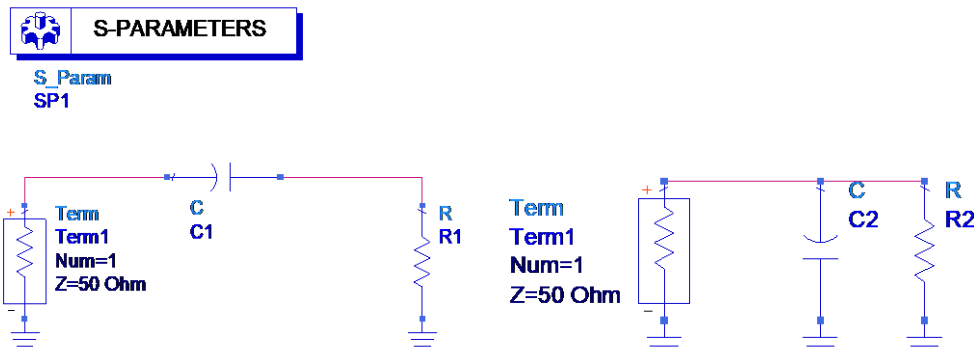 S-PARAMETERS
S_Param
SP1
+
Term
Term1
Num=1
Z=50 Ohm
-
C
C1
R
R1
Term
Term1
Num=1
Z=50 Ohm
+
-
C
C2
R
R2